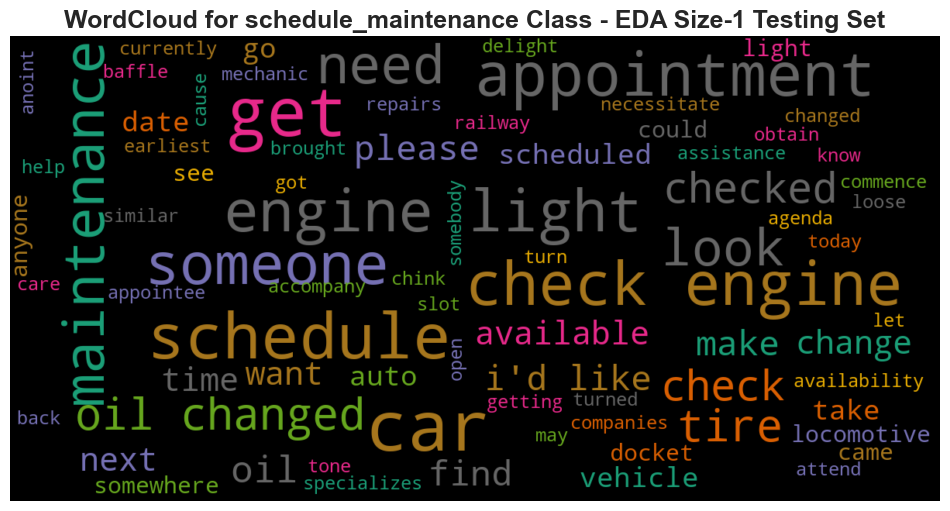 WordCloud for schedule_maintenance Class - EDA Size-1 Testing Set
anoint
currently
go
delight
light
baffle
cause
mechanic
need
appointment
maintenance
get
repairs
necessitate
changed
date
railway
could
obtain
earliest
brought
please
scheduled
assistance
know
help
see
got
checked
commence
anyone
similar
engine light
somebody
loose
agenda
look
today
someone
turn
care
appointee
accompany
chink
check engine
slot
let
schedule
available
make change
open
time
want
auto
i'd like
check
availability
back
oil changed
car
getting
turned
tire
take
may
companies
locomotive
next
oil
tone
find
docket
came
somewhere
specializes
vehicle
attend